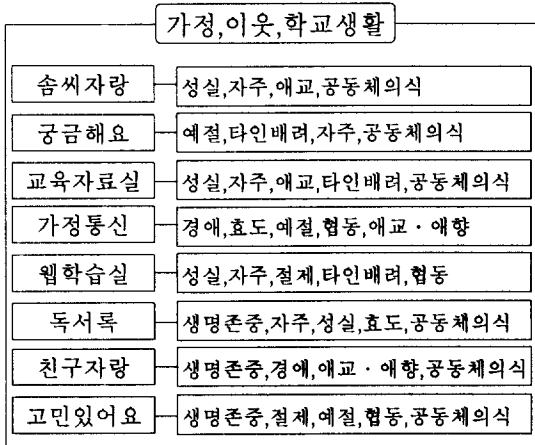 가정,이웃,학교생활
솜씨자랑 성실,자주,애교,공동체의식
궁금해요 예절,타인배려,자주,공동체의식
교육자료실 성실,자주,애교,타인배려,공동체의식
가정통신 경애,효도,예절,협동,애교·애향
웹학습실 성실,자주,절제,타인배려,협동
독서록 생명존중,자주,성실,효도,공동체의식
친구자랑 생명존중,경애,애교·애향,공동체의식
고민있어요 생명존중,절제,예절,협동,공동체의식